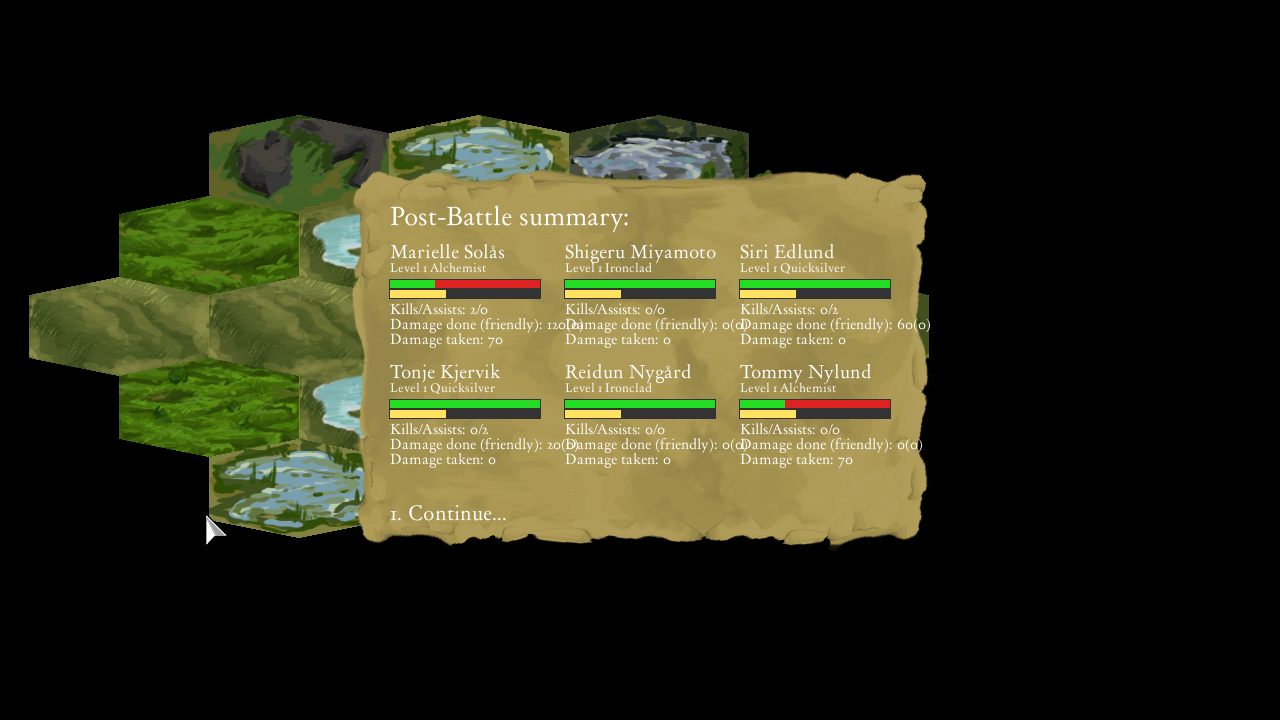 Post-Battle summary:
Marielle Solås
Level 1 Alchemist
Kills/Assists: 2/0
Damage done (friendly): 120(0)
Damage taken: 70
Shigeru Miyamoto
Level 1 Ironclad
Kills/Assists: 0/0
Damage done (friendly): 0(0)
Damage taken: 0
Siri Edlund
Level 1 Quicksilver
Kills/Assists: 0/2
Damage done (friendly): 60(0)
Damage taken: 0
Tonje Kjervik
Level 1 Quicksilver
Kills/Assists: 0/2
Damage done (friendly): 20(0)
Damage taken: 0
Reidun Nygård
Level 1 Ironclad
Kills/Assists: 0/0
Damage done (friendly): 0(0)
Damage taken: 0
Tommy Nylund
Level 1 Alchemist
Kills/Assists: 0/0
Damage done (friendly): 0(0)
Damage taken: 70
1. Continue...